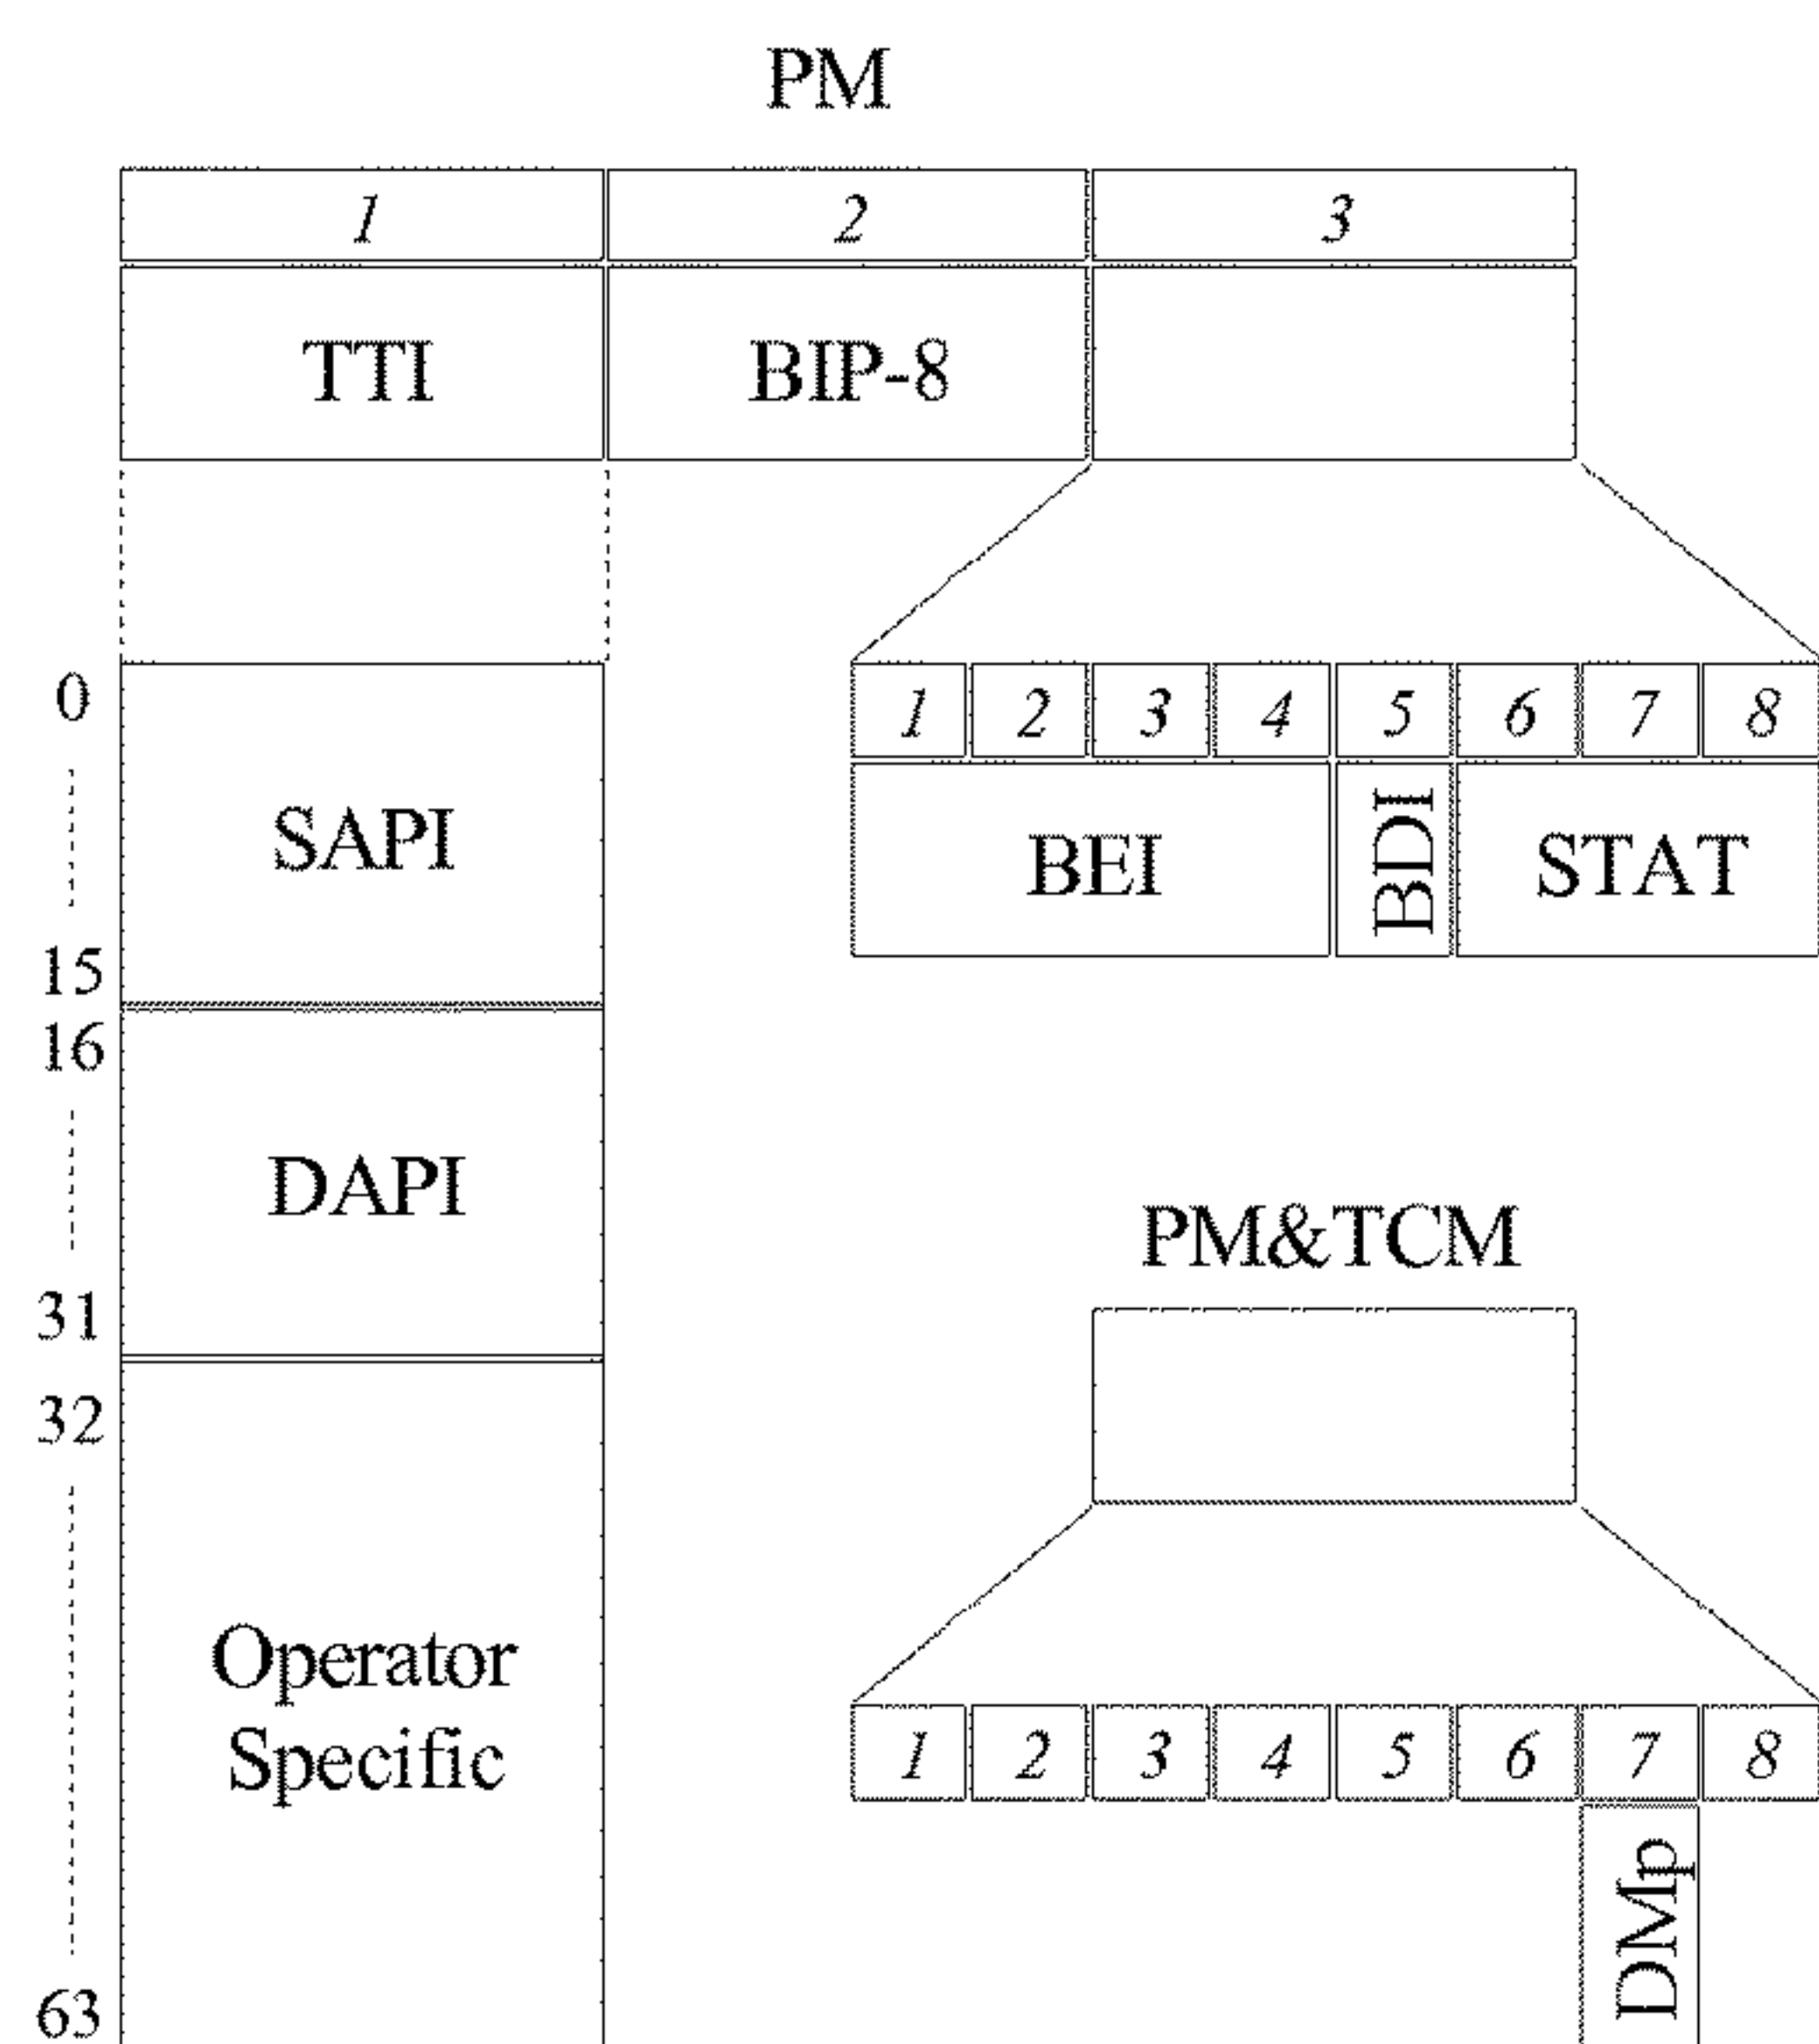 PM
1 2 3
TTI BIP-8
0 SAPI 15
1 2 3 4 5 6 7 8
BEI BDI STAT
16 DAPI 31
32 Operator
Specific 63
PM&TCM
1 2 3 4 5 6 7 8
DMp